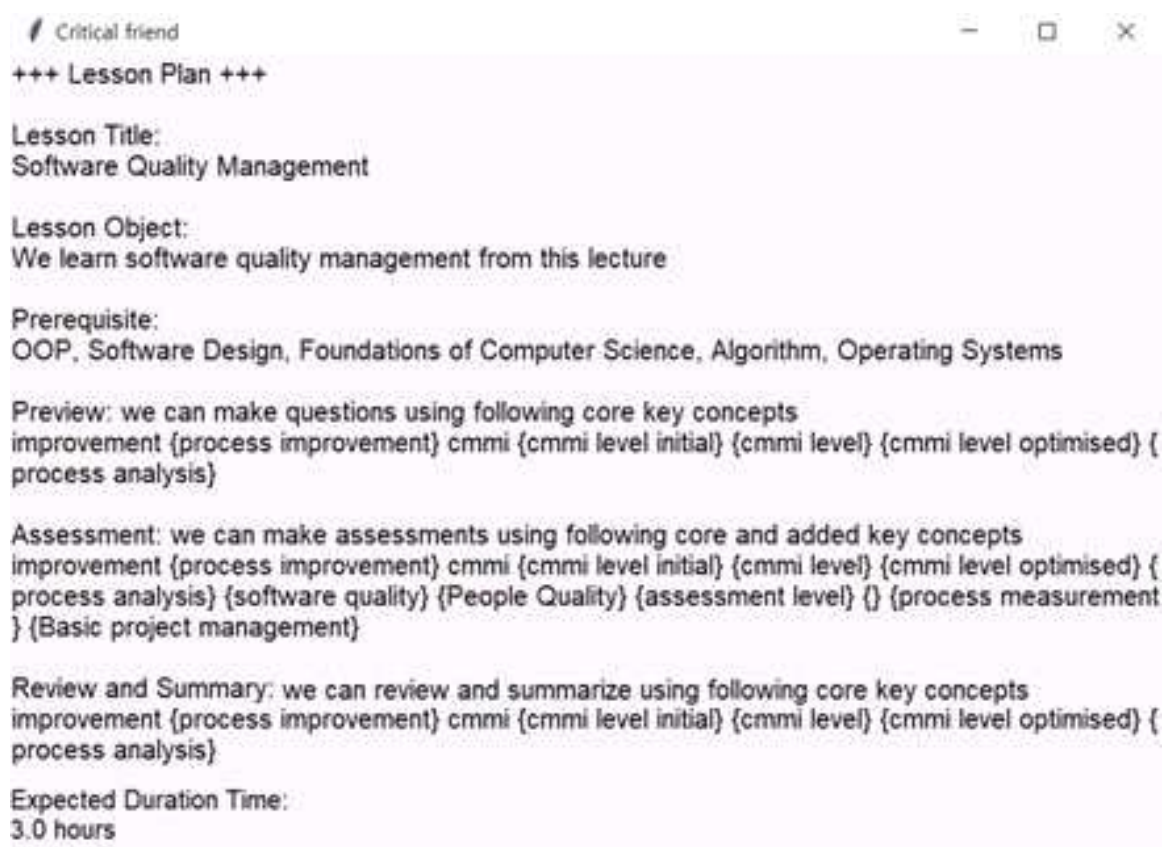 Critical friend
+++ Lesson Plan +++
Lesson Title:
Software Quality Management
Lesson Object:
We learn software quality management from this lecture
Prerequisite:
OOP, Software Design, Foundations of Computer Science, Algorithm, Operating Systems
Preview: we can make questions using following core key concepts
improvement {process improvement} cmmi {cmmi level initial} {cmmi level} {cmmi level optimised} {
process analysis}
Assessment: we can make assessments using following core and added key concepts
improvement {process improvement} cmmi {cmmi level initial} {cmmi level} {cmmi level optimised} {
process analysis} {software quality} {People Quality} {assessment level} {} {process measurement
} {Basic project management}
Review and Summary: we can review and summarize using following core key concepts
improvement {process improvement} cmmi {cmmi level initial} {cmmi level} {cmmi level optimised} {
process analysis}
Expected Duration Time:
3.0 hours